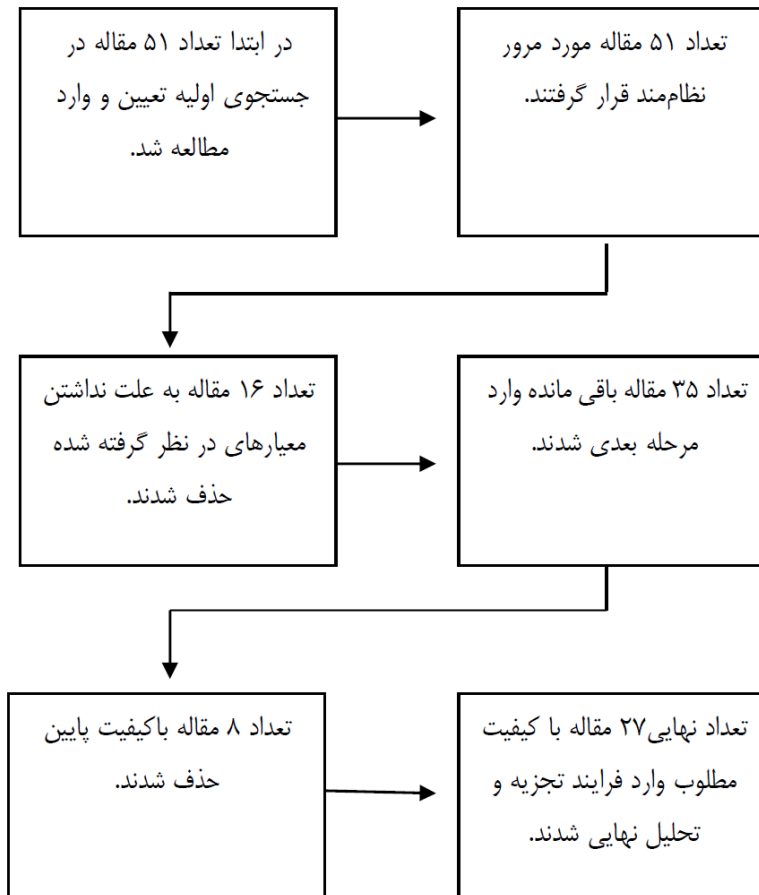 در ابتدا تعداد ۵۱ مقاله در
جستجوی اولیه تعیین و وارد
مطالعه شد.
تعداد ۵۱ مقاله مورد مرور
نظام‌مند قرار گرفتند.
تعداد ۱۶ مقاله به علت نداشتن
معیارهای در نظر گرفته شده
حذف شدند.
تعداد ۳۵ مقاله باقی مانده وارد
مرحله بعدی شدند.
تعداد ۸ مقاله باکیفیت پایین
حذف شدند.
تعداد نهایی۲۷ مقاله با کیفیت
مطلوب وارد فرایند تجزیه و
تحلیل نهایی شدند.